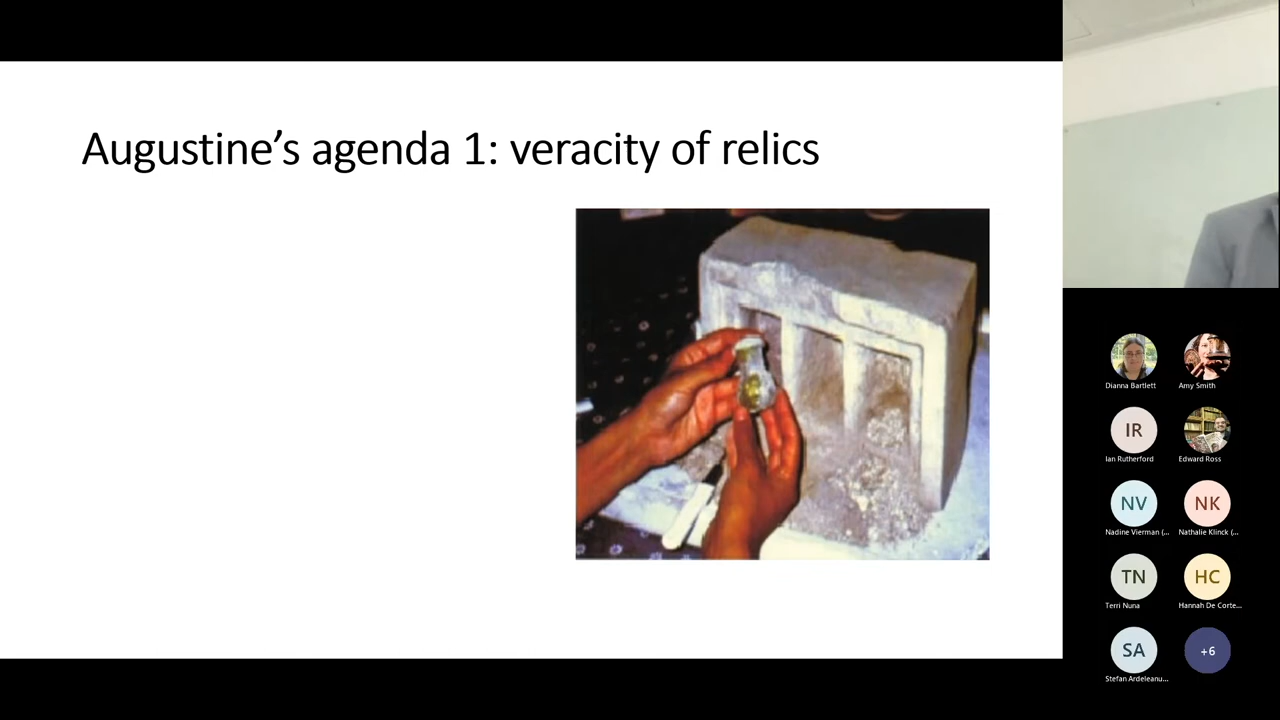 Augustine’s agenda 1: veracity of relics
Dianna Bartlett
Amy Smith
IR
Ian Rutherford
Edward Ross
NV
NK
Nadine Vierman (...
Nathalie Klinck (...
TN
HC
Terri Nuna
Hannah De Corte...
SA
+6
Stefan Ardeleanu...